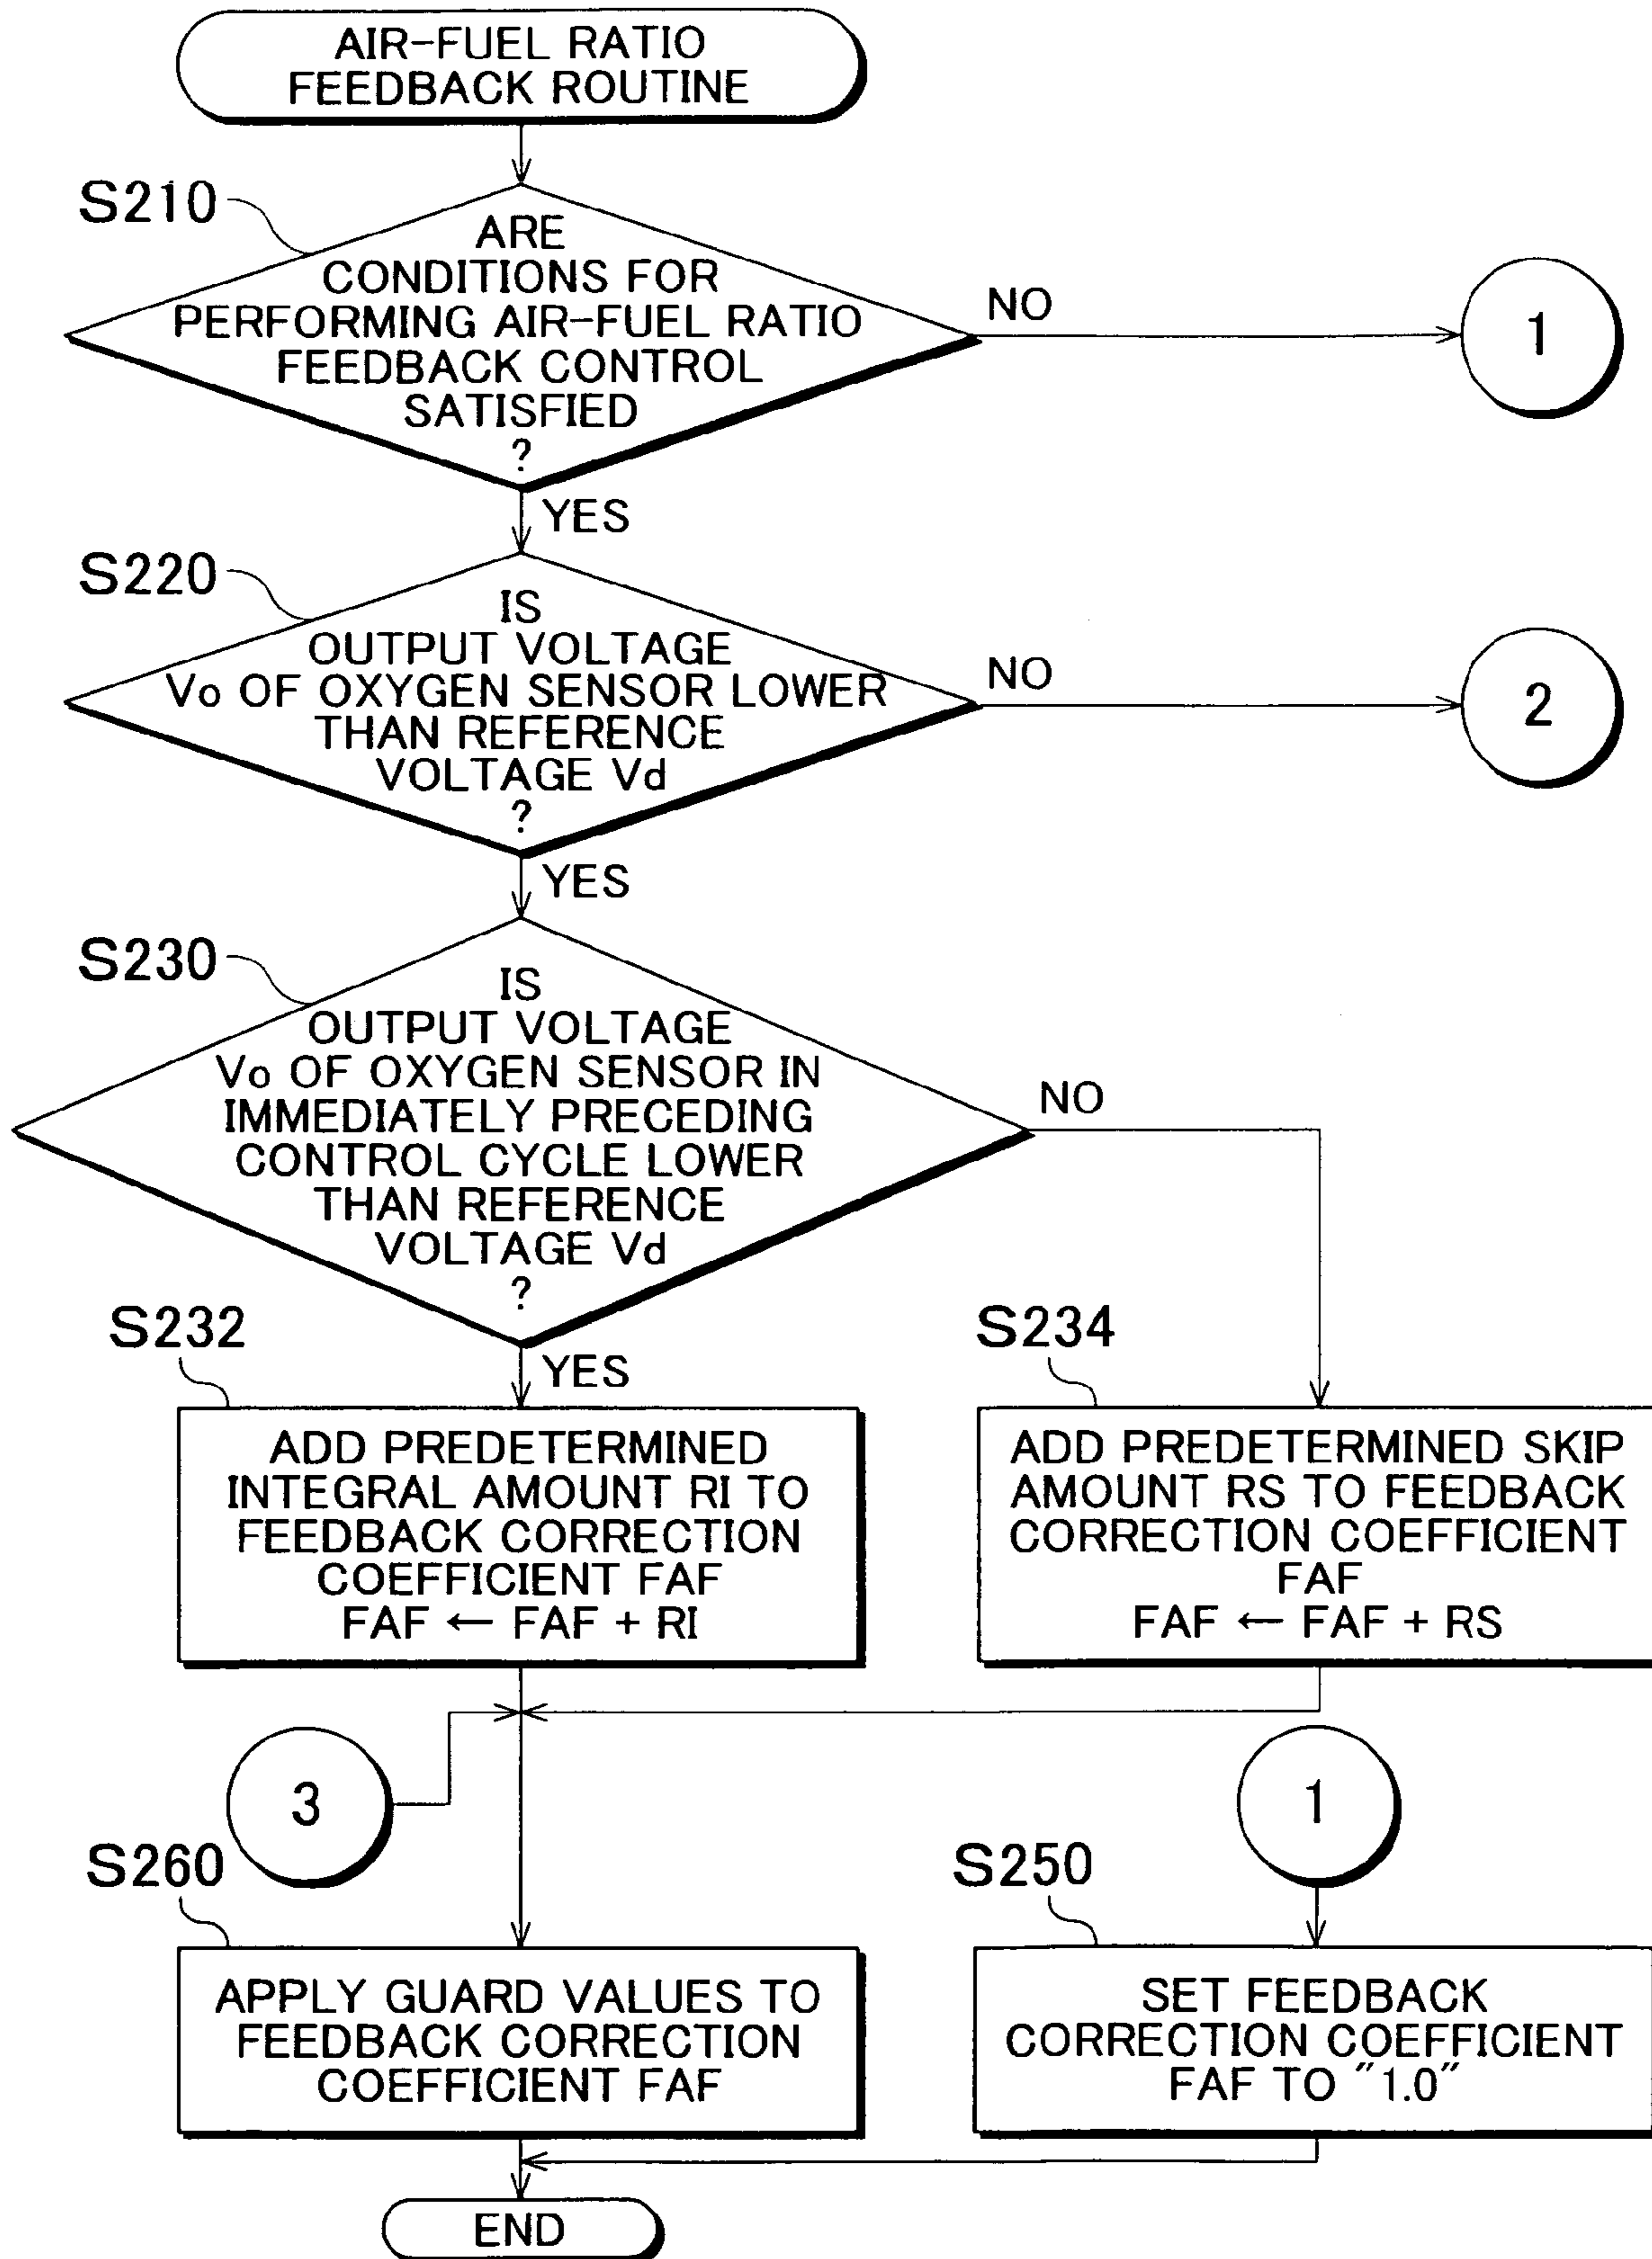 AIR-FUEL RATIO
FEEDBACK ROUTINE
S210
ARE
CONDITIONS FOR
PERFORMING AIR-FUEL RATIO
FEEDBACK CONTROL
SATISFIED
?
NO
1
YES
S220
IS
OUTPUT VOLTAGE
Vo OF OXYGEN SENSOR LOWER
THAN REFERENCE
VOLTAGE Vd
?
NO
2
YES
S230
IS
OUTPUT VOLTAGE
Vo OF OXYGEN SENSOR IN
IMMEDIATELY PRECEDING
CONTROL CYCLE LOWER
THAN REFERENCE
VOLTAGE Vd
?
NO
YES
S232
ADD PREDETERMINED
INTEGRAL AMOUNT RI TO
FEEDBACK CORRECTION
COEFFICIENT FAF
FAF ← FAF + RI
S234
ADD PREDETERMINED SKIP
AMOUNT RS TO FEEDBACK
CORRECTION COEFFICIENT
FAF
FAF ← FAF + RS
3
1
S260
APPLY GUARD VALUES TO
FEEDBACK CORRECTION
COEFFICIENT FAF
S250
SET FEEDBACK
CORRECTION COEFFICIENT
FAF TO "1.0"
END